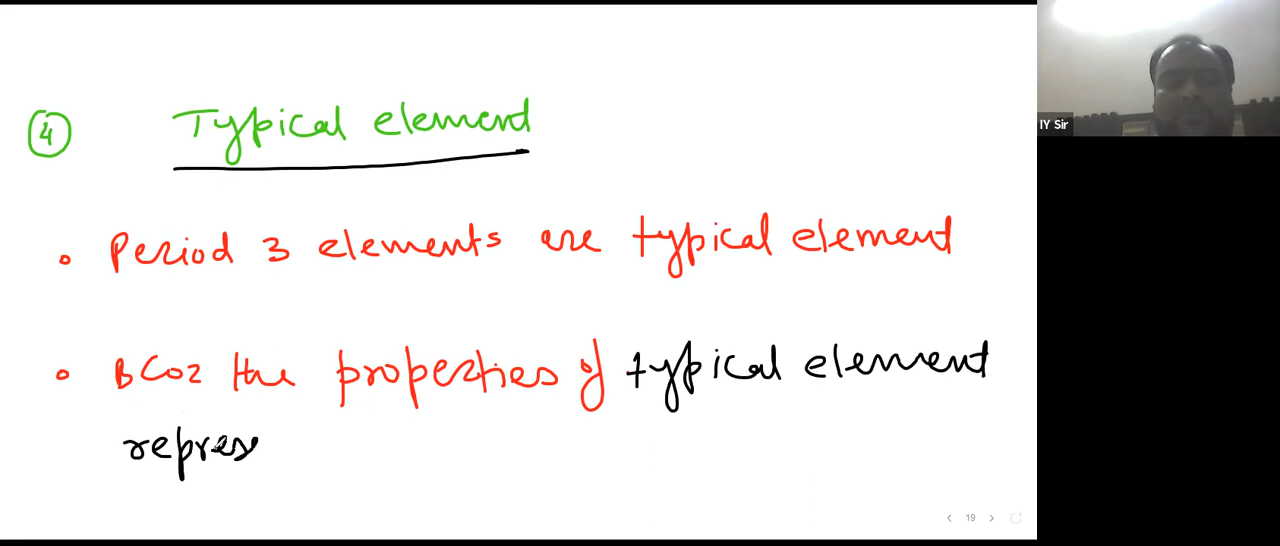 4 Typical element
• Period 3 elements are typical element
• BCoz the properties of typical element
repres
IY Sir
19